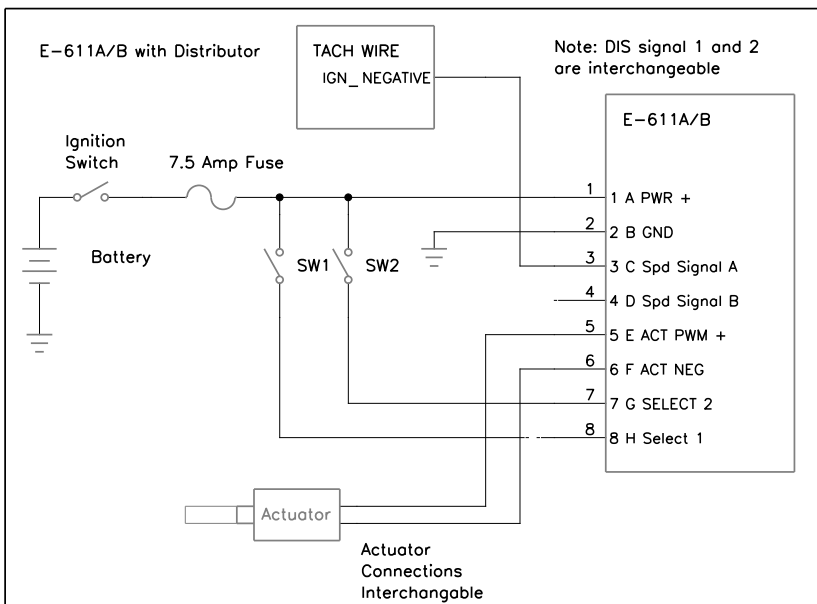 E-611A/B with Distributor
TACH WIRE
IGN_NEGATIVE
Note: DIS signal 1 and 2
are interchangeable
E-611A/B
Ignition
Switch
7.5 Amp Fuse
Battery
SW1
SW2
1
1 A PWR +
2
2 B GND
3
3 C Spd Signal A
4
4 D Spd Signal B
5
5 E ACT PWM +
6
6 F ACT NEG
7
7 G SELECT 2
8
8 H Select 1
Actuator
Actuator
Connections
Interchangable